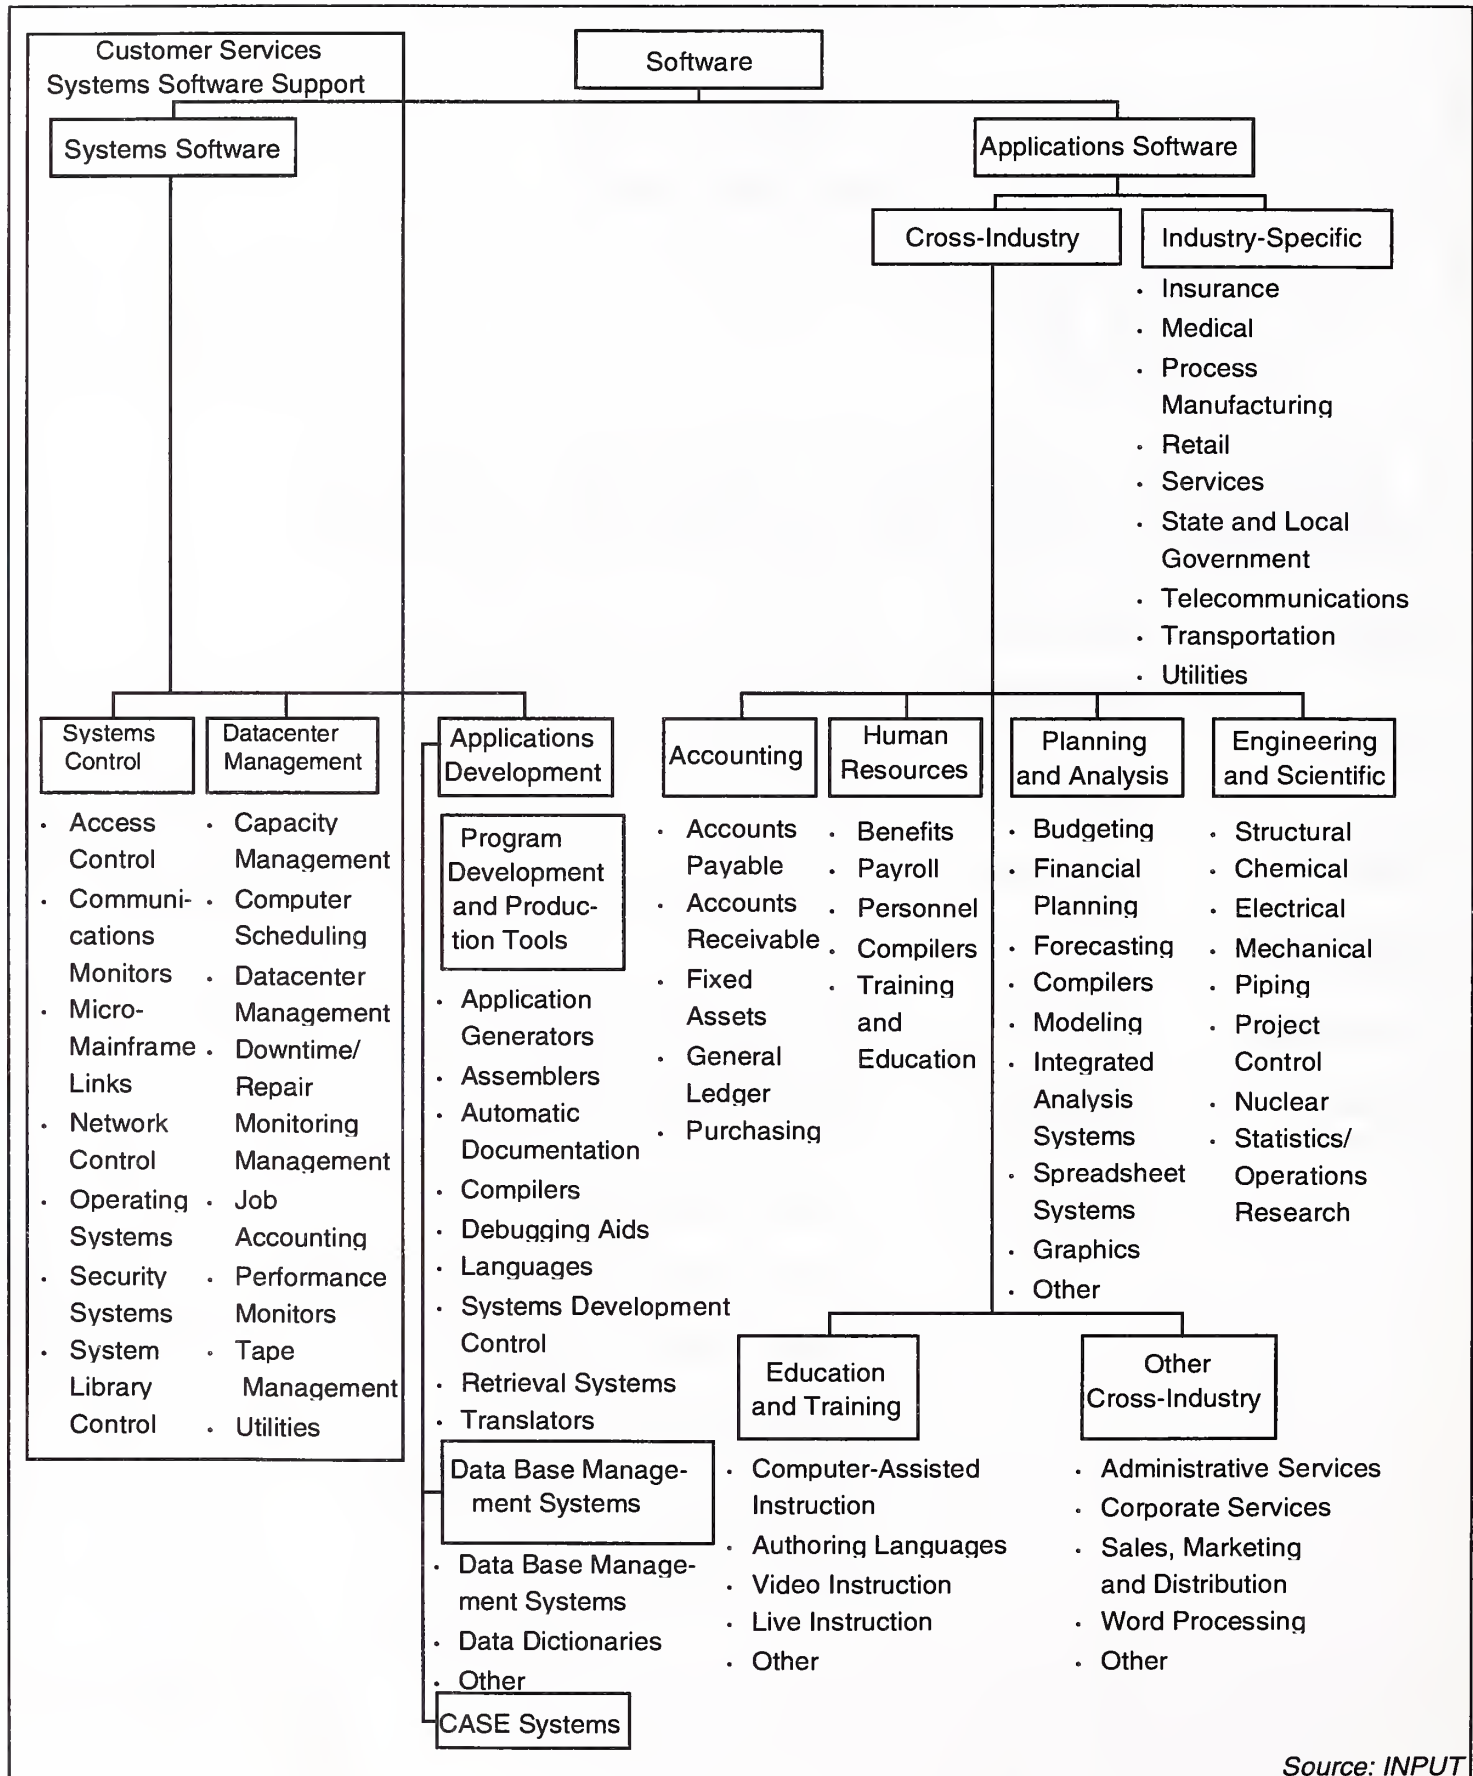 Customer Services
Systems Software Support
Software
Systems Software
Applications Software
Cross-Industry
Industry-Specific
· Insurance
· Medical
· Process
Manufacturing
· Retail
· Services
· State and Local
Government
· Telecommunications
· Transportation
· Utilities
Systems
Control
· Access
Control
· Communi-
cations
Monitors
· Micro-
Mainframe
Links
· Network
Control
· Operating
Systems
· Security
Systems
· System
Library
Control
Datacenter
Management
· Capacity
Management
· Computer
Scheduling
· Datacenter
Management
· Downtime/
Repair
Monitoring
Management
· Job
Accounting
· Performance
Monitors
· Tape
Management
· Utilities
Applications
Development
Program
Development
and Produc-
tion Tools
· Application
Generators
· Assemblers
· Automatic
Documentation
· Compilers
· Debugging Aids
· Languages
· Systems Development
Control
· Retrieval Systems
· Translators
Data Base Manage-
ment Systems
· Data Base Manage-
ment Systems
· Data Dictionaries
· Other
CASE Systems
Accounting
· Accounts
Payable
· Accounts
Receivable
· Fixed
Assets
· General
Ledger
· Purchasing
Human
Resources
· Benefits
· Payroll
· Personnel
· Compilers
· Training
and
Education
Planning
and Analysis
· Budgeting
· Financial
Planning
· Forecasting
· Compilers
· Modeling
· Integrated
Analysis
Systems
· Spreadsheet
Systems
· Graphics
· Other
Engineering
and Scientific
· Structural
· Chemical
· Electrical
· Mechanical
· Piping
· Project
Control
· Nuclear
· Statistics/
Operations
Research
Education
and Training
· Computer-Assisted
Instruction
· Authoring Languages
· Video Instruction
· Live Instruction
· Other
Other
Cross-Industry
· Administrative Services
· Corporate Services
· Sales, Marketing
and Distribution
· Word Processing
· Other
Source: INPUT